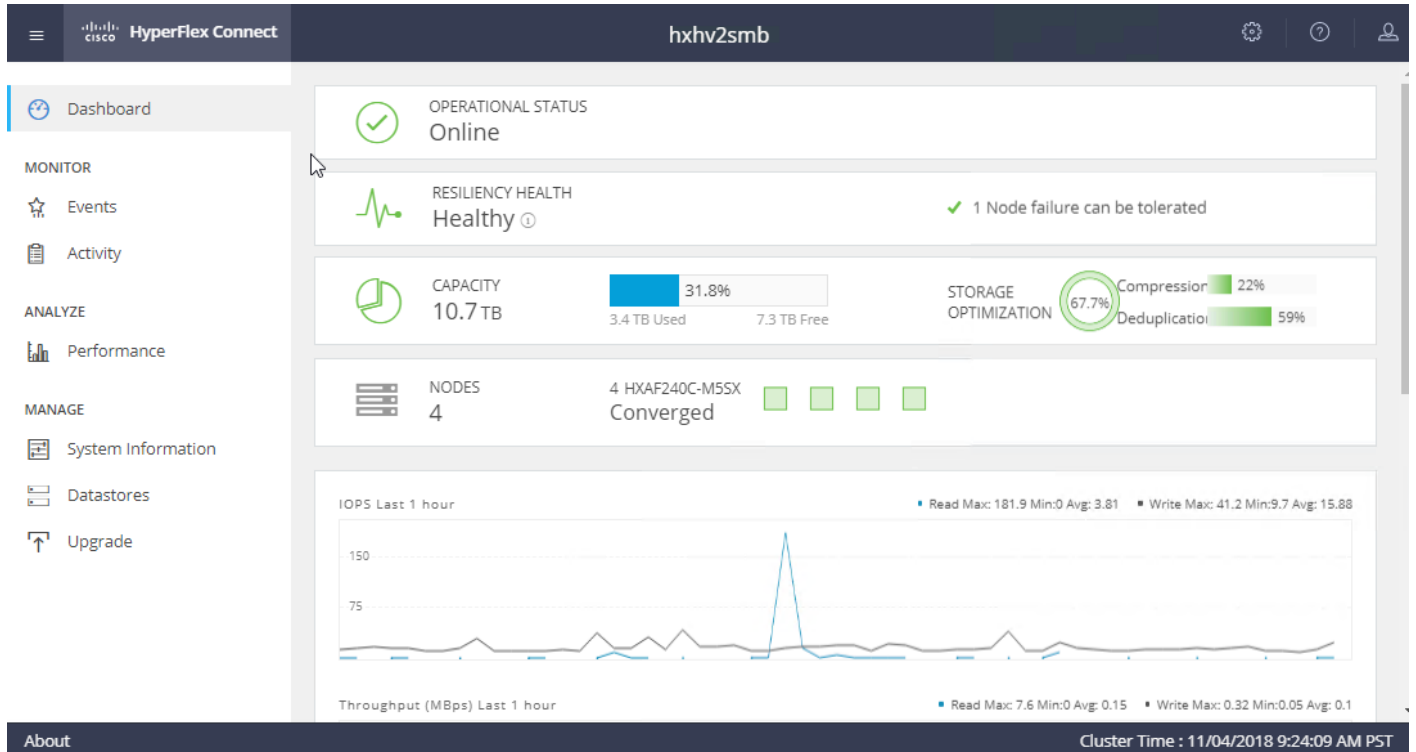 cisco HyperFlex Connect
hxhv2smb
Dashboard
MONITOR
Events
Activity
ANALYZE
Performance
MANAGE
System Information
Datastores
Upgrade
OPERATIONAL STATUS
Online
RESILIENCY HEALTH
Healthy
1 Node failure can be tolerated
CAPACITY
10.7 TB
31.8%
3.4 TB Used 7.3 TB Free
STORAGE
OPTIMIZATION
67.7%
Compression 22%
Deduplicatio 59%
NODES
4
4 HXAF240C-M5SX
Converged
IOPS Last 1 hour
Read Max: 181.9 Min:0 Avg: 3.81 Write Max: 41.2 Min:9.7 Avg: 15.88
150
75
Throughput (MBps) Last 1 hour
Read Max: 7.6 Min:0 Avg: 0.15 Write Max: 0.32 Min:0.05 Avg: 0.1
About
Cluster Time : 11/04/2018 9:24:09 AM PST